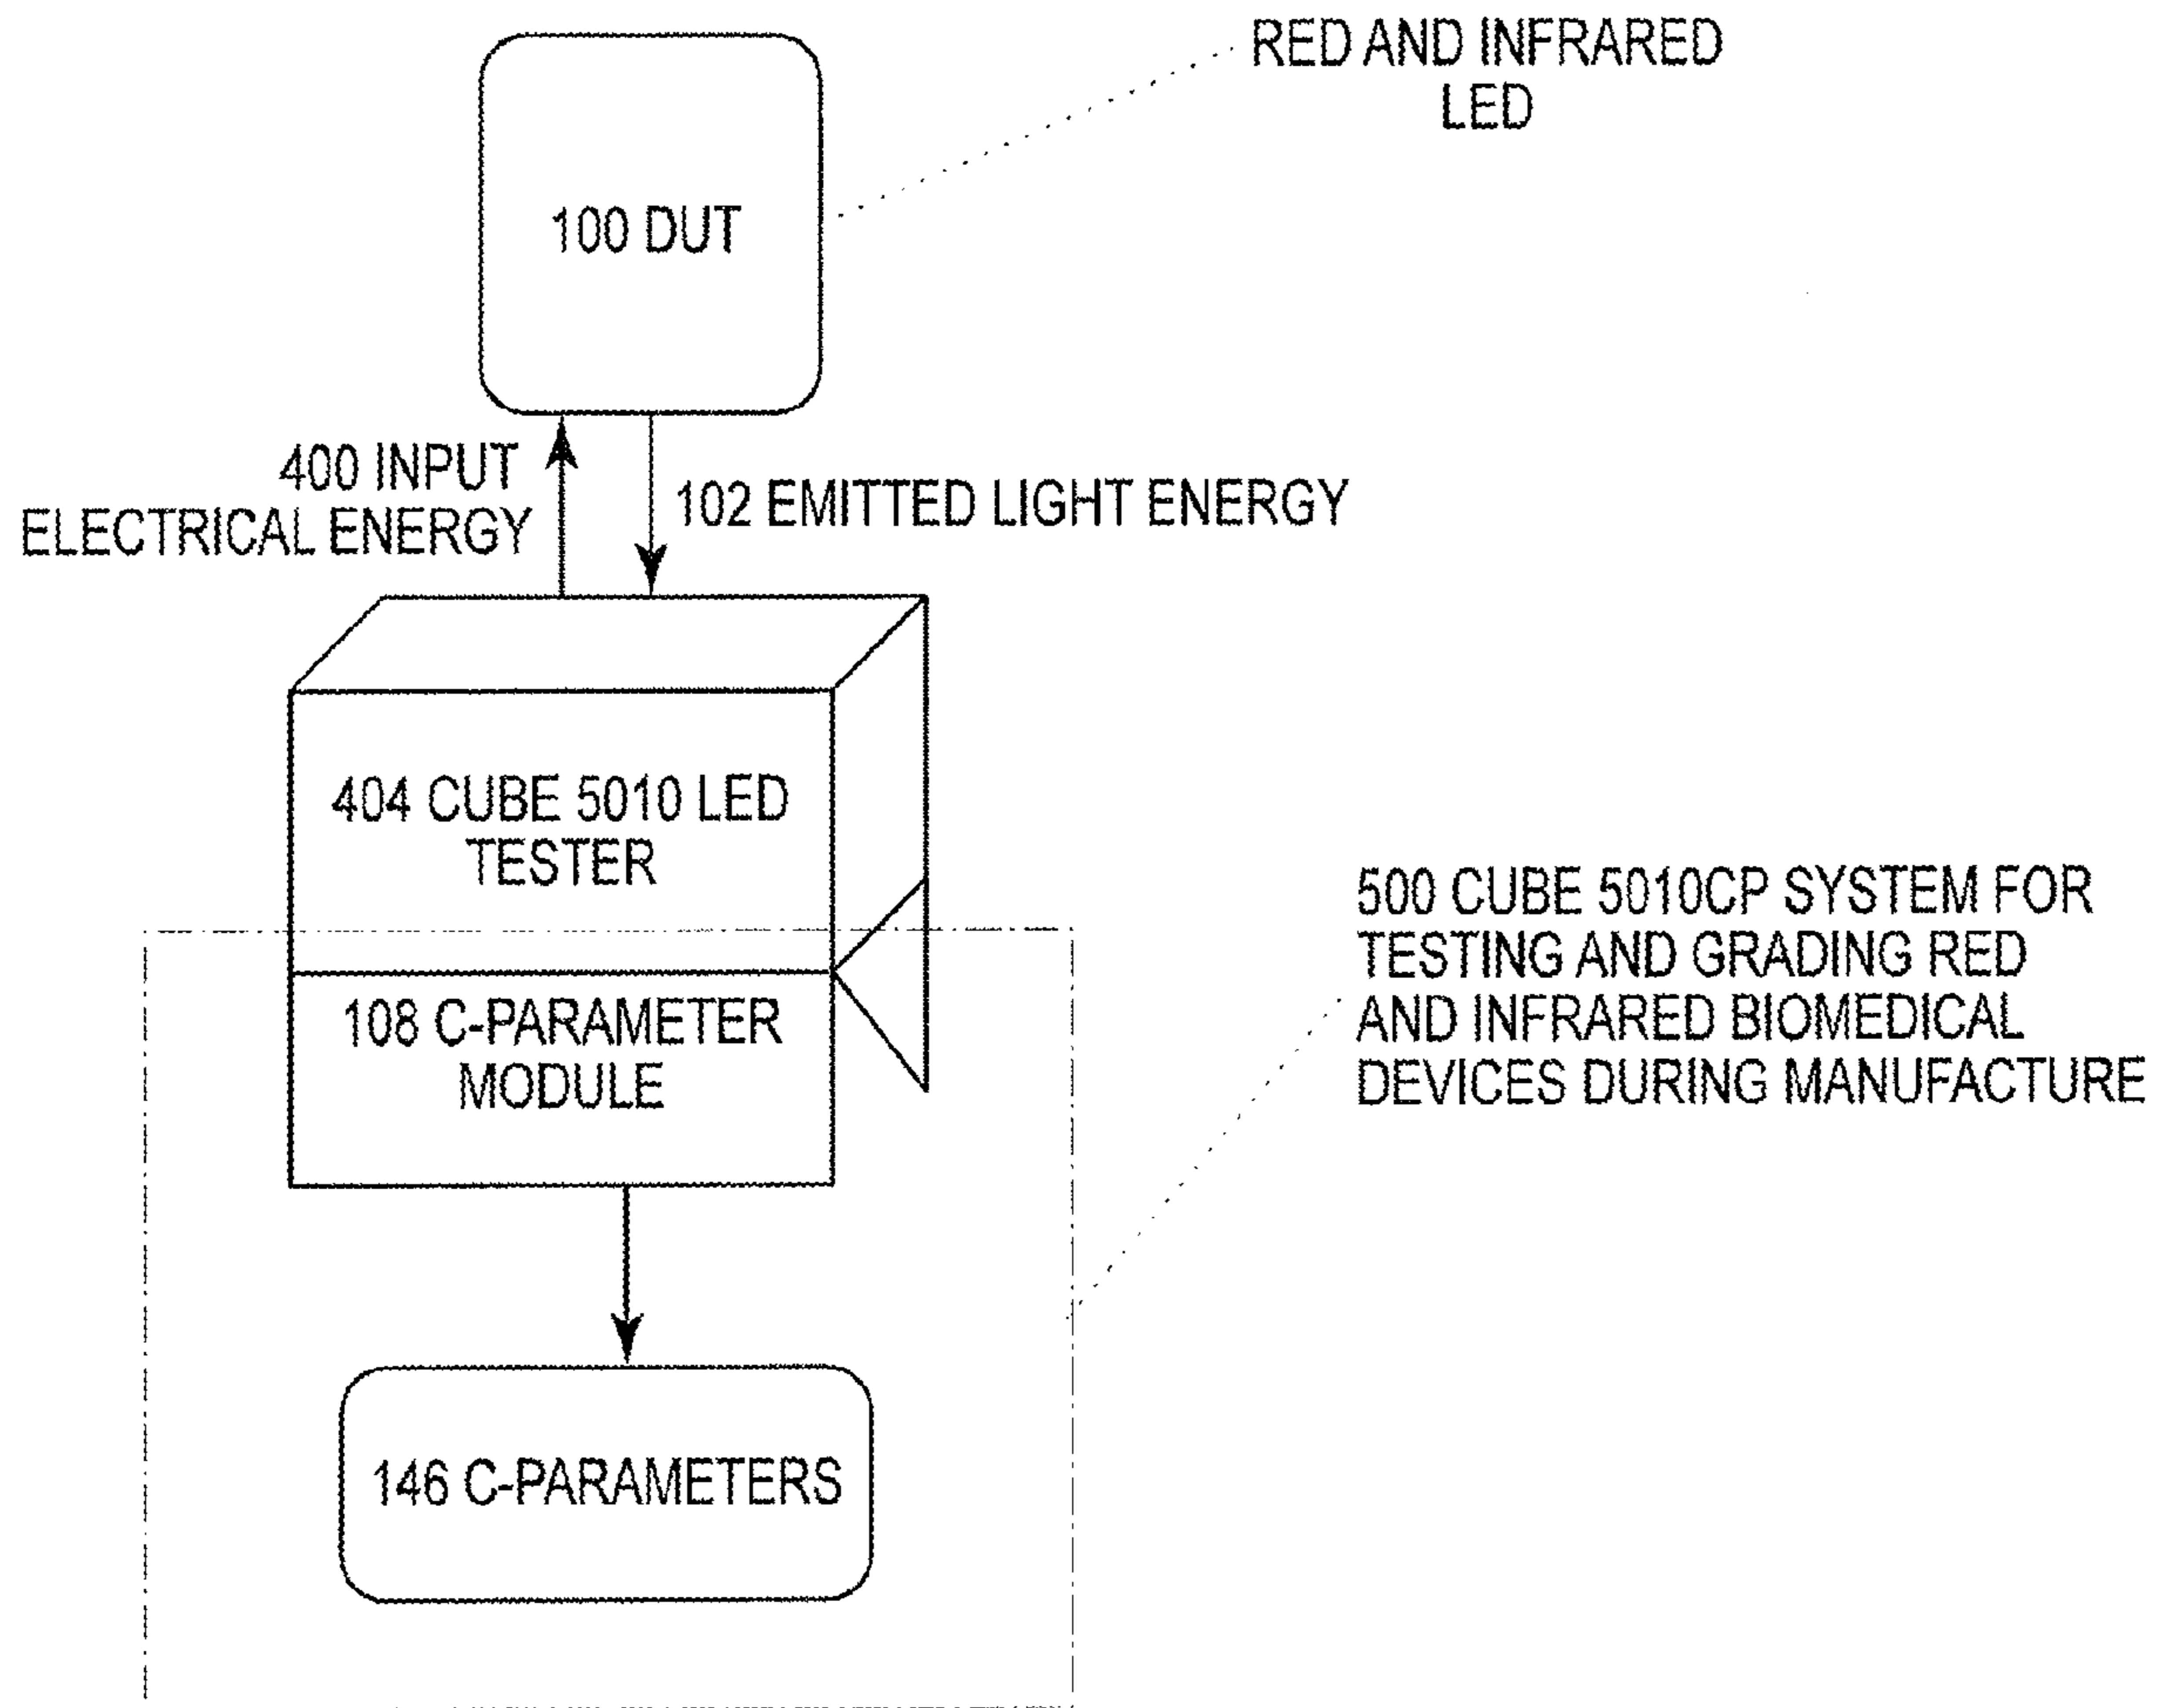 RED AND INFRARED
LED
100 DUT
400 INPUT
ELECTRICAL ENERGY
102 EMITTED LIGHT ENERGY
404 CUBE 5010 LED
TESTER
500 CUBE 5010CP SYSTEM FOR
TESTING AND GRADING RED
AND INFRARED BIOMEDICAL
DEVICES DURING MANUFACTURE
108 C-PARAMETER
MODULE
146 C-PARAMETERS